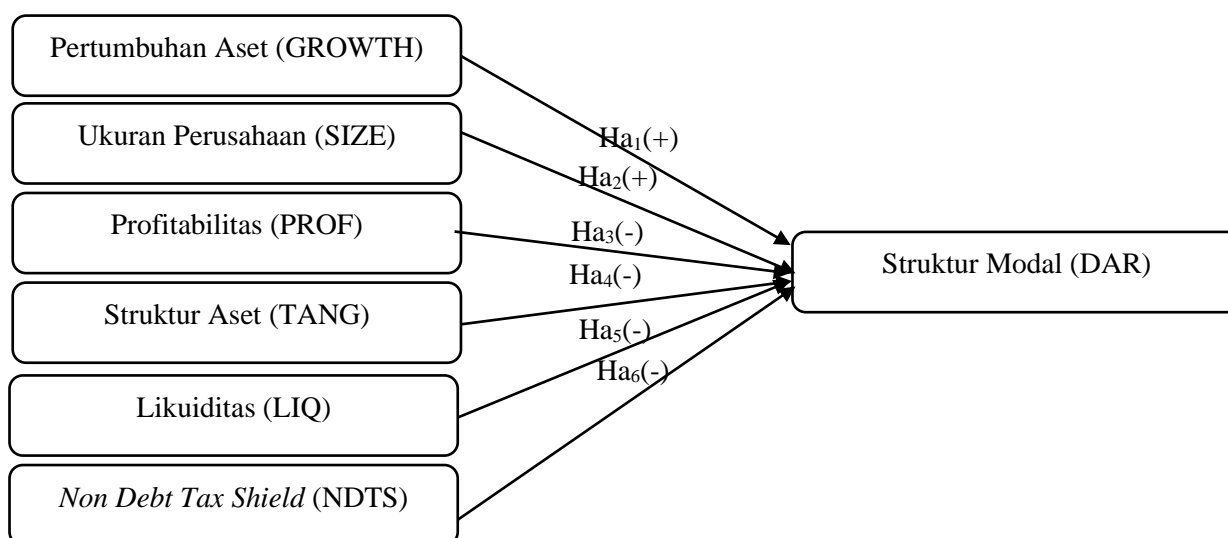 Pertumbuhan Aset (GROWTH)
Ukuran Perusahaan (SIZE)
Profitabilitas (PROF)
Struktur Aset (TANG)
Likuiditas (LIQ)
Non Debt Tax Shield (NDTS)
Ha₁(+)
Ha₂(+)
Ha₃(-)
Ha₄(-)
Ha₅(-)
Ha₆(-)
Struktur Modal (DAR)